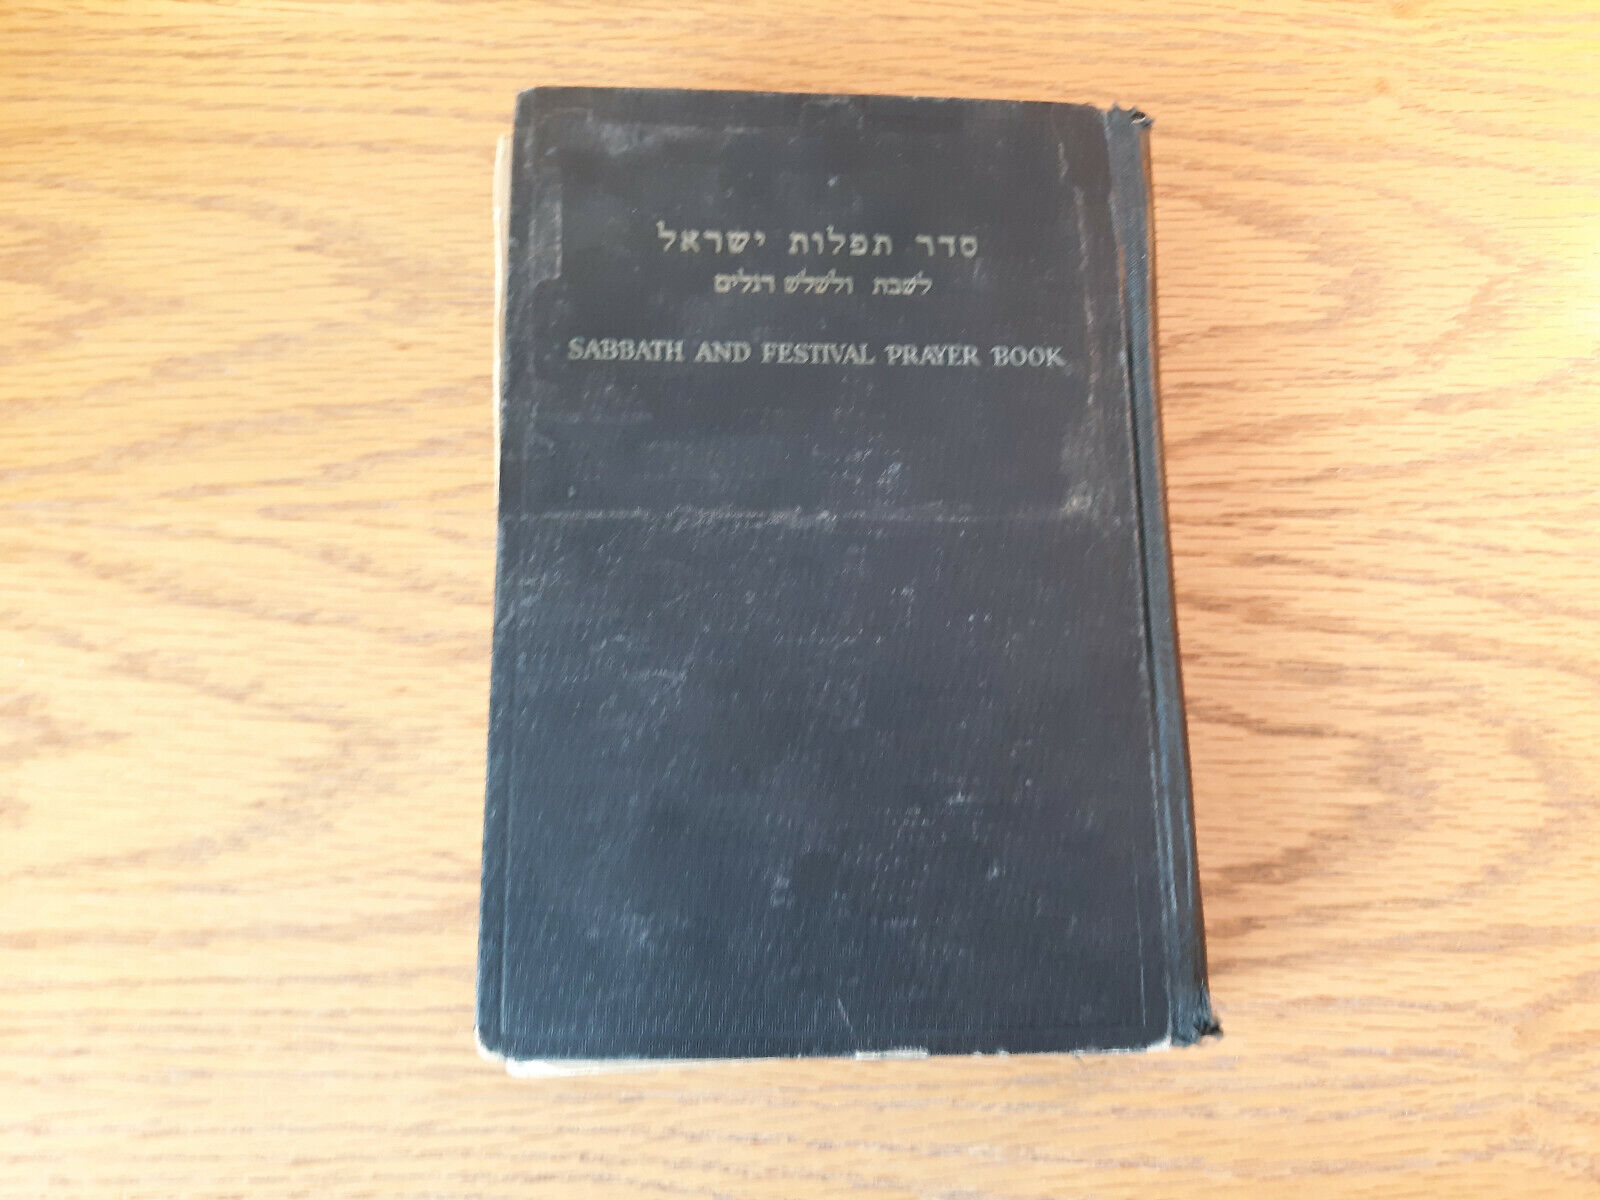 סדר תפלות ישראל
לשבת ולשלש רגלים
SABBATH AND FESTIVAL PRAYER BOOK